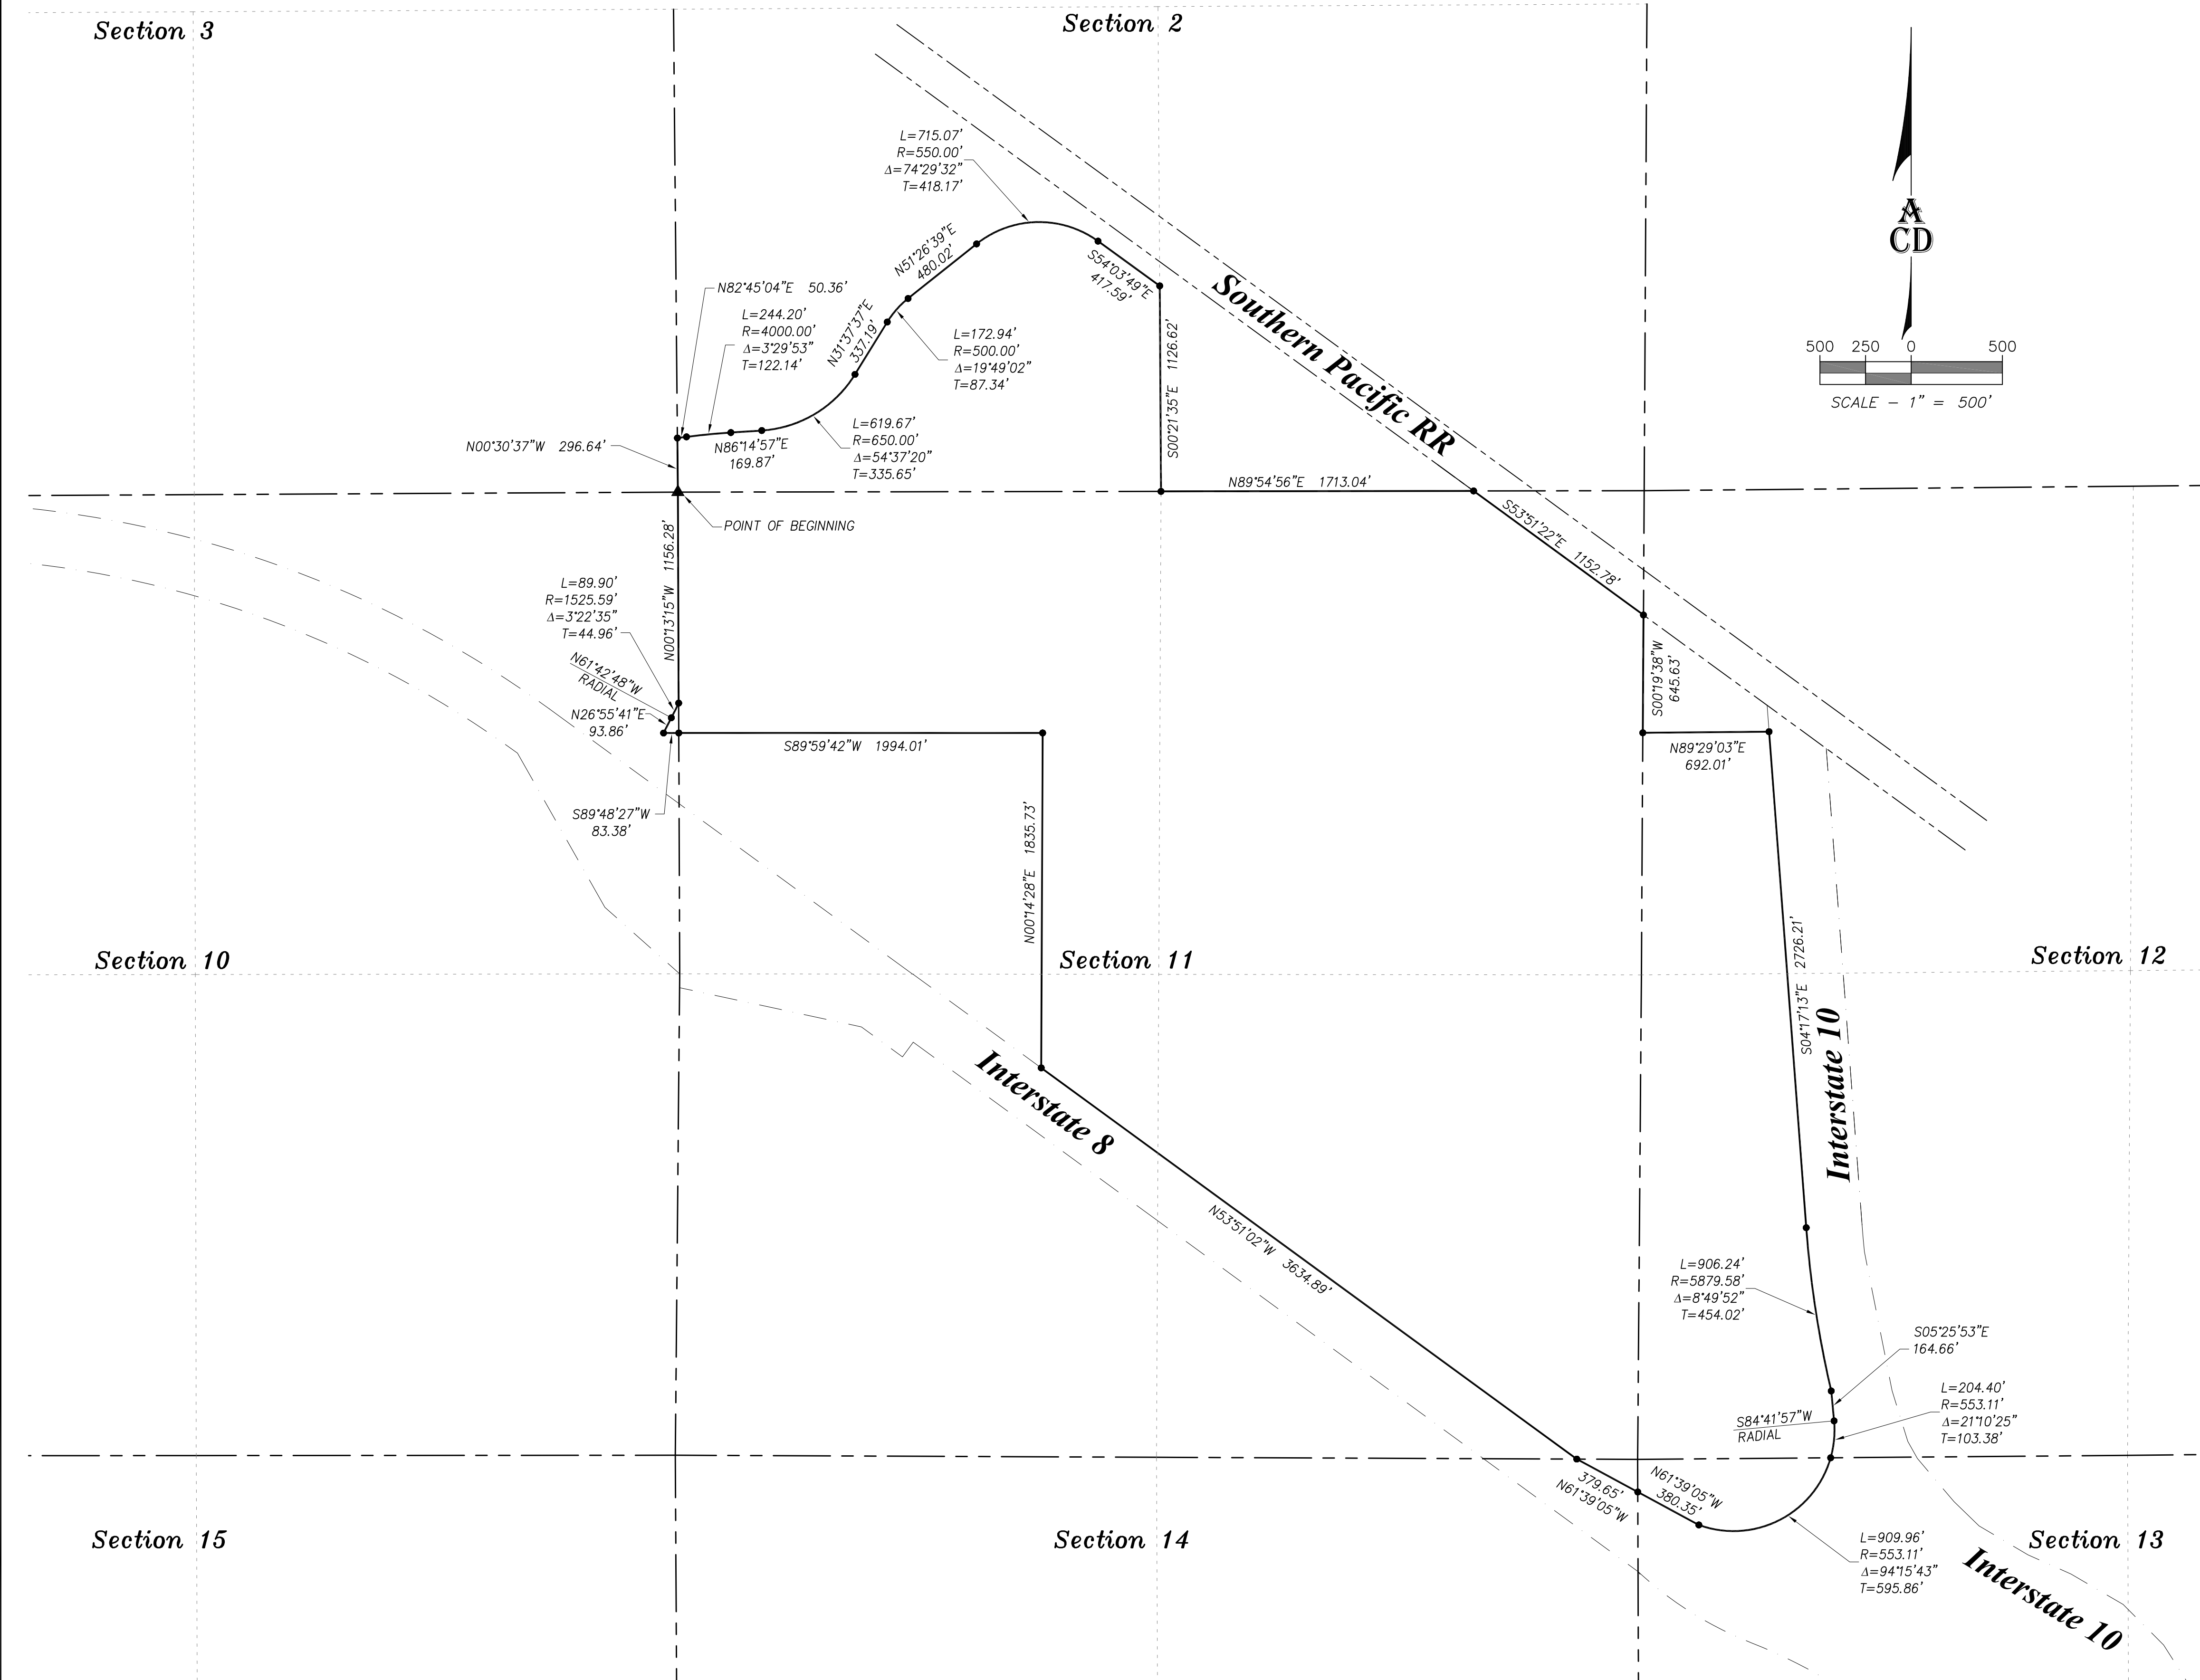 Section 3
Section 2
L=715.07'
R=550.00'
Δ=74°29'32"
T=418.17'
A
CD
500 250 0 500
SCALE - 1" = 500'
N51°26'39"E
480.02'
S54°03'49"E
417.59'
N82°45'04"E 50.36'
L=244.20'
R=4000.00'
Δ=3°29'53"
T=122.14'
N31°37'37"E
337.19'
L=172.94'
R=500.00'
Δ=19°49'02"
T=87.34'
S00°21'35"E 1126.62'
Southern Pacific RR
N00°30'37"W 296.64'
N86°14'57"E
169.87'
L=619.67'
R=650.00'
Δ=54°37'20"
T=335.65'
N89°54'56"E 1713.04'
POINT OF BEGINNING
S53°51'22"E 1152.78'
N00°13'15"W 1156.28'
L=89.90'
R=1525.59'
Δ=3°22'35"
T=44.96'
N61°42'48"W
RADIAL
N26°55'41"E
93.86'
S00°19'38"W
645.63'
S89°59'42"W 1994.01'
N89°29'03"E
692.01'
S89°48'27"W
83.38'
N00°14'28"E 1835.73'
S04°17'13"E 2726.21'
Section 10
Section 11
Section 12
Interstate 8
Interstate 10
N53°51'02"W 3634.89'
L=906.24'
R=5879.58'
Δ=8°49'52"
T=454.02'
S05°25'53"E
164.66'
L=204.40'
R=553.11'
Δ=21°10'25"
T=103.38'
S84°41'57"W
RADIAL
379.65'
N61°39'05"W
N61°39'05"W
380.35'
Section 15
Section 14
Section 13
L=909.96'
R=553.11'
Δ=94°15'43"
T=595.86'
Interstate 10